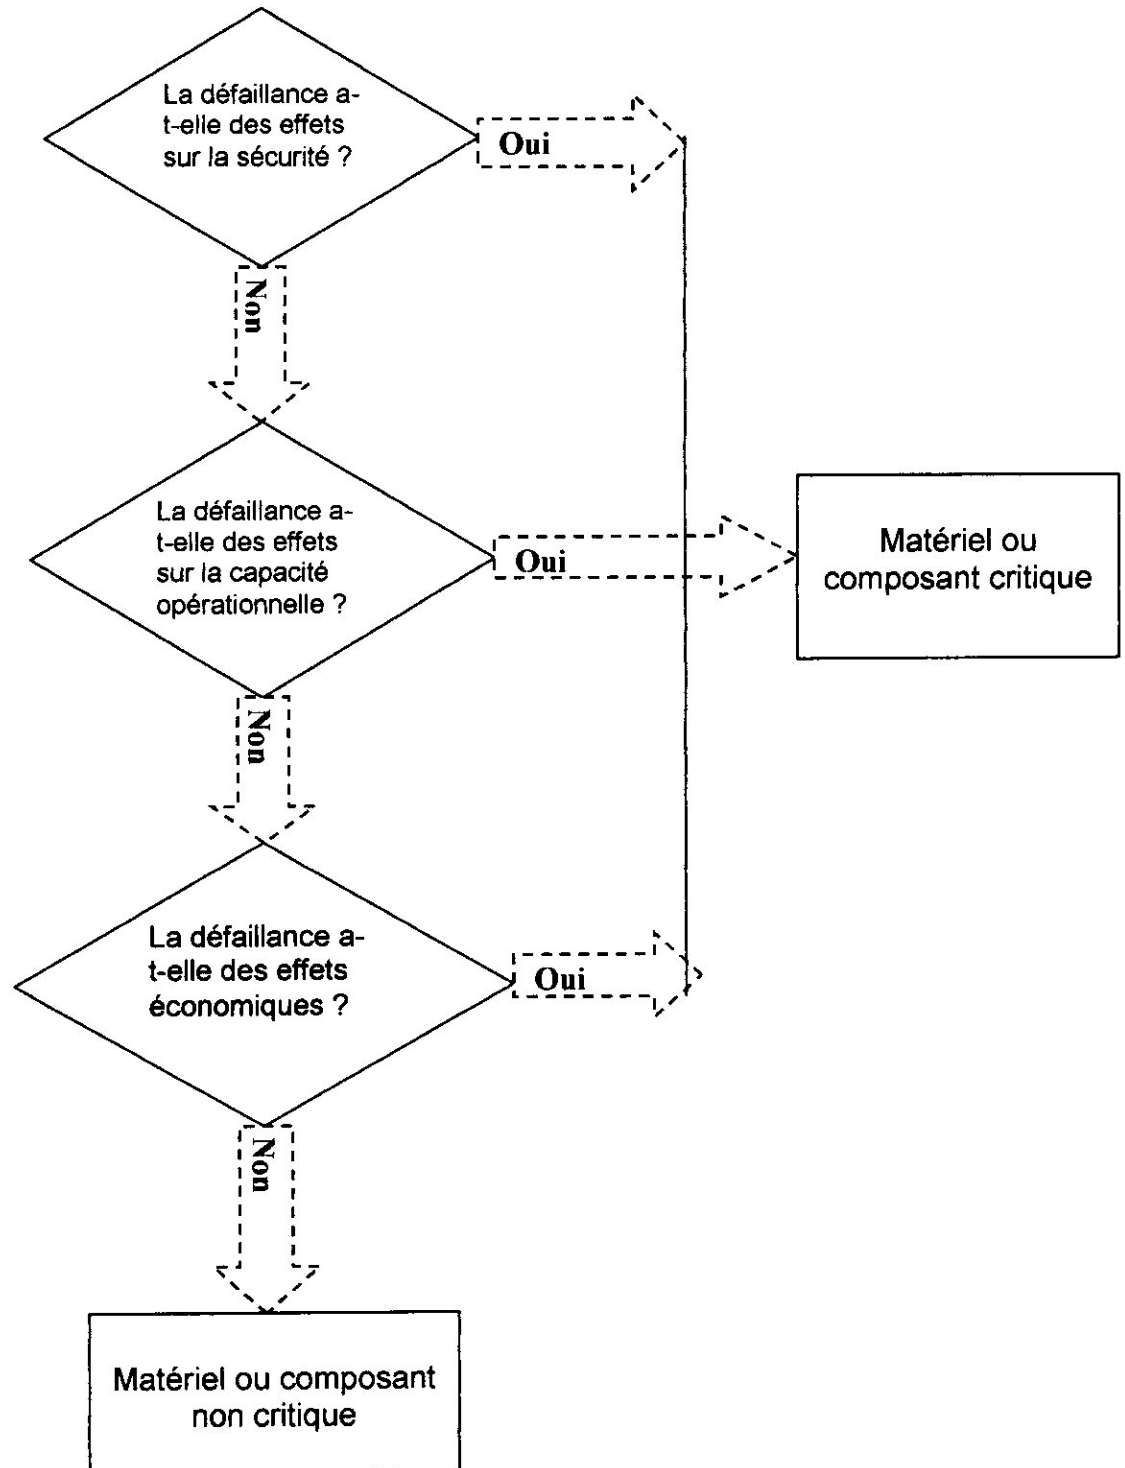 La défaillance a-
t-elle des effets
sur la sécurité ?
Oui
Non
La défaillance a-
t-elle des effets
sur la capacité
opérationnelle ?
Oui
Matériel ou
composant critique
Non
La défaillance a-
t-elle des effets
économiques ?
Oui
Non
Matériel ou composant
non critique